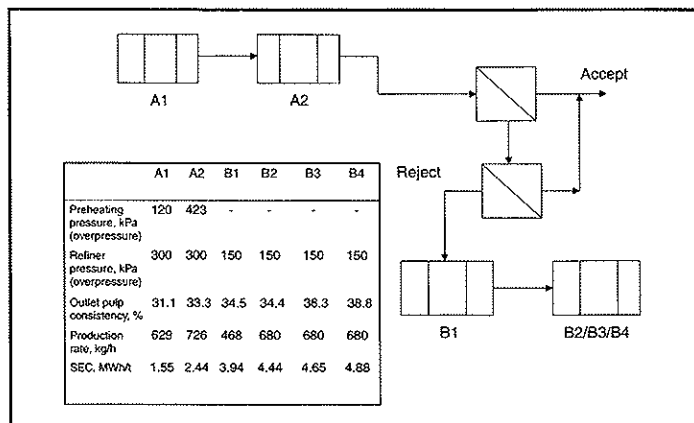 Accept
A1
A2
Reject
A1 A2 B1 B2 B3 B4
Preheating 120 423 - - - -
pressure, kPa
(overpressure)
Refiner 300 300 150 150 150 150
pressure, kPa
(overpressure)
Outlet pulp 31.1 33.3 34.5 34.4 36.3 38.8
consistency, %
Production 629 726 468 680 680 680
rate, kg/h
SEC, MWh/t 1.55 2.44 3.94 4.44 4.65 4.88
B1
B2/B3/B4